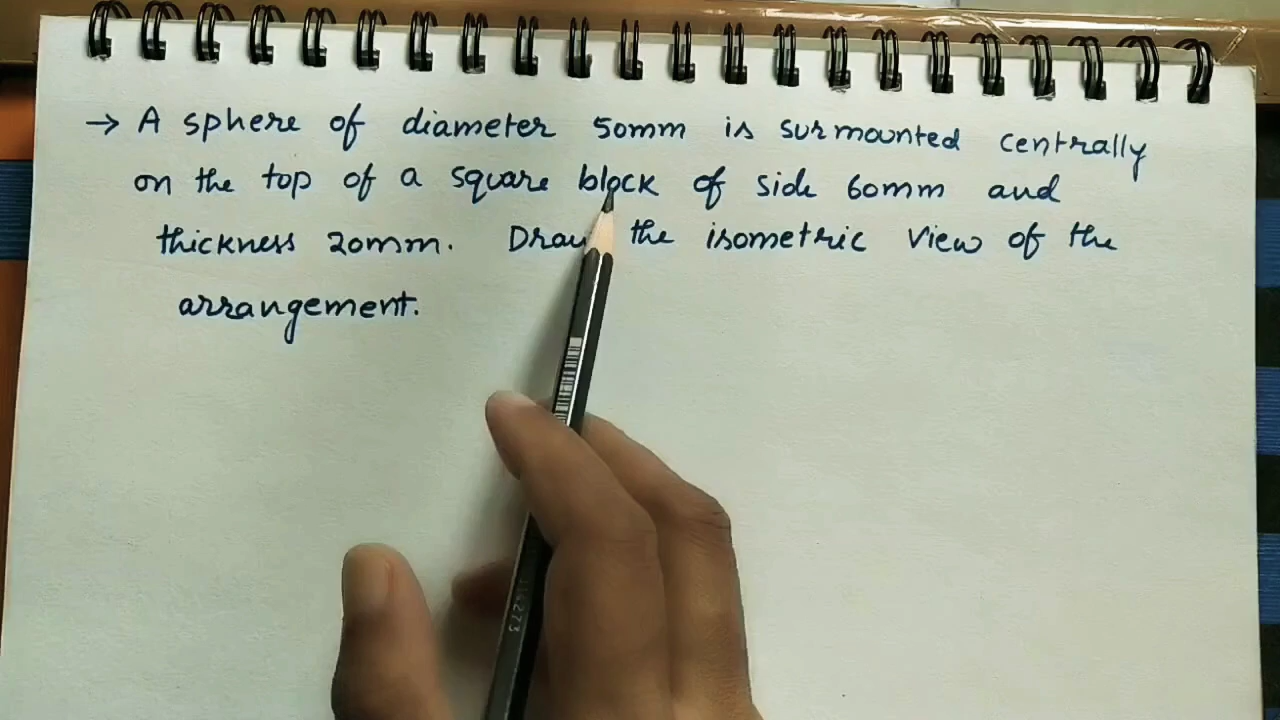 → A sphere of diameter 50mm is surmounted centrally
on the top of a square block of side 60mm and
thickness 20mm. Draw the isometric view of the
arrangement.
273